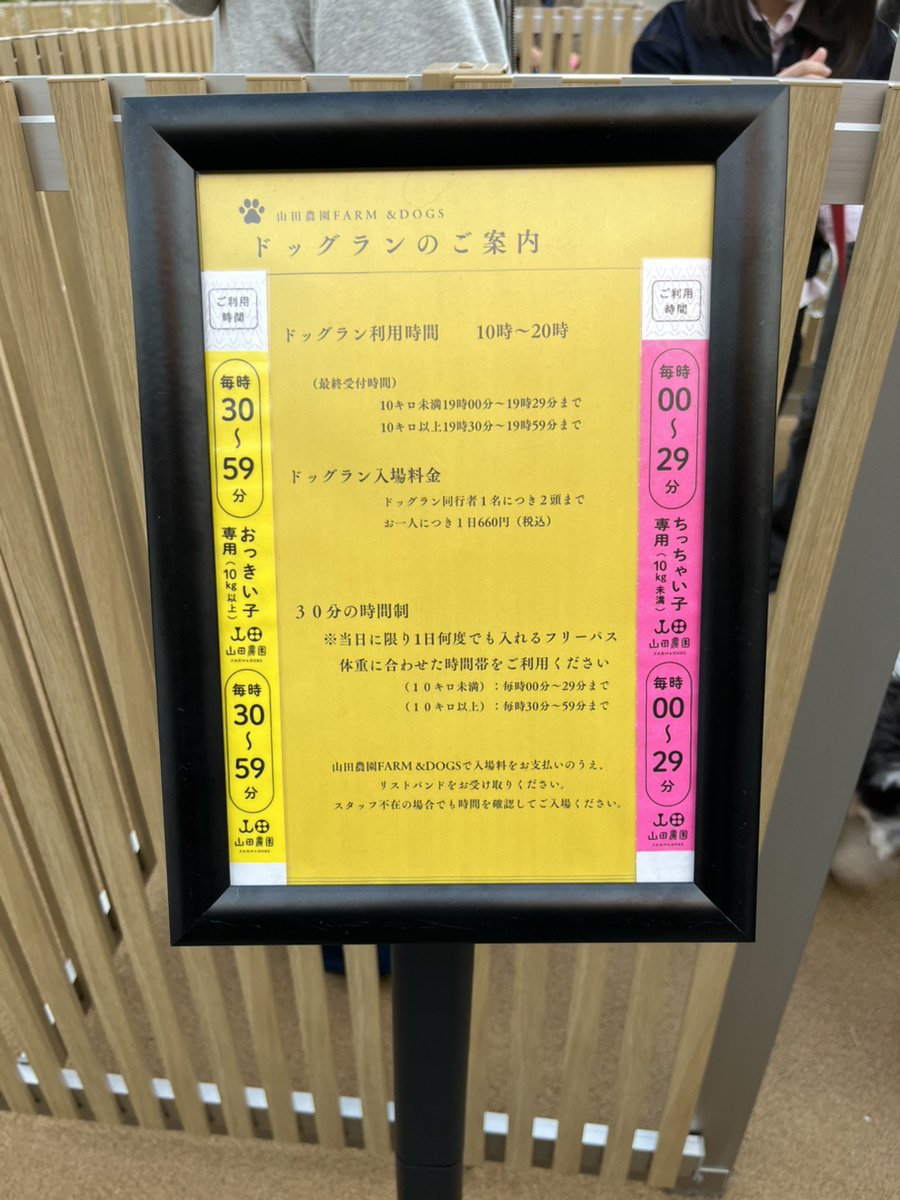 山田農園FARM &DOGS
ドッグランのご案内
ドッグラン利用時間 10時～20時
（最終受付時間）
10キロ未満19時00分～19時29分まで
10キロ以上19時30分～19時59分まで
ドッグラン入場料金
ドッグラン同行者１名につき２頭まで
お一人につき１日660円（税込）
３０分の時間制
※当日に限り1日何度でも入れるフリーパス
体重に合わせた時間帯をご利用ください
（１０キロ未満）：毎時00分～29分まで
（１０キロ以上）：毎時30分～59分まで
山田農園FARM &DOGSで入場料をお支払いのうえ、
リストバンドをお受け取りください。
スタッフ不在の場合でも時間を確認してご入場ください。
ご利用
時間
毎時
30
～
59
分
おっきい子
専用（10kg以上）
山田農園
FARM & DOGS
毎時
30
～
59
分
山田農園
FARM & DOGS
ご利用
時間
毎時
00
～
29
分
ちっちゃい子
専用（10kg未満）
山田農園
FARM & DOGS
毎時
00
～
29
分
山田農園
FARM & DOGS